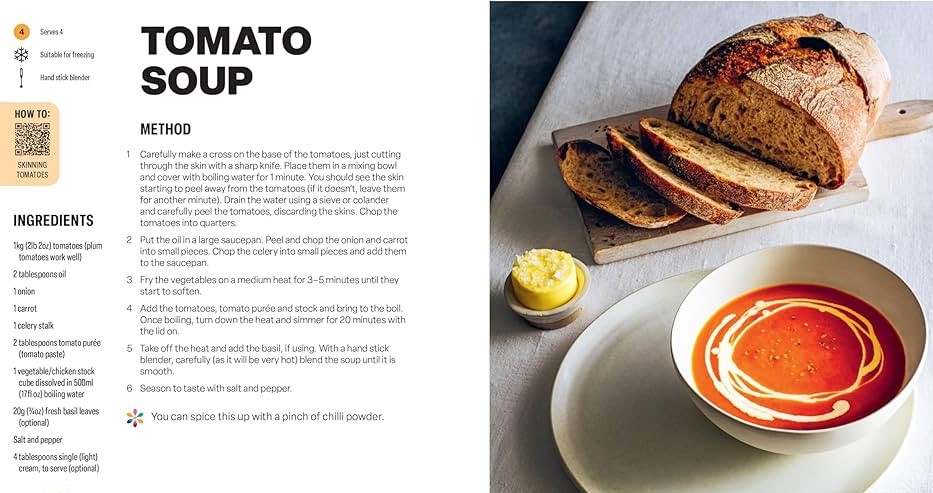 4 Serves 4
Suitable for freezing
Hand stick blender
HOW TO:
SKINNING
TOMATOES
INGREDIENTS
1kg (2lb 2oz) tomatoes (plum
tomatoes work well)
2 tablespoons oil
1 onion
1 carrot
1 celery stalk
2 tablespoons tomato purée
(tomato paste)
1 vegetable/chicken stock
cube dissolved in 500ml
(17fl oz) boiling water
20g (¾oz) fresh basil leaves
(optional)
Salt and pepper
4 tablespoons single (light)
cream, to serve (optional)
TOMATO
SOUP
METHOD
1 Carefully make a cross on the base of the tomatoes, just cutting
through the skin with a sharp knife. Place them in a mixing bowl
and cover with boiling water for 1 minute. You should see the skin
starting to peel away from the tomatoes (if it doesn't, leave them
for another minute). Drain the water using a sieve or colander
and carefully peel the tomatoes, discarding the skins. Chop the
tomatoes into quarters.
2 Put the oil in a large saucepan. Peel and chop the onion and carrot
into small pieces. Chop the celery into small pieces and add them
to the saucepan.
3 Fry the vegetables on a medium heat for 3–5 minutes until they
start to soften.
4 Add the tomatoes, tomato purée and stock and bring to the boil.
Once boiling, turn down the heat and simmer for 20 minutes with
the lid on.
5 Take off the heat and add the basil, if using. With a hand stick
blender, carefully (as it will be very hot) blend the soup until it is
smooth.
6 Season to taste with salt and pepper.
You can spice this up with a pinch of chilli powder.